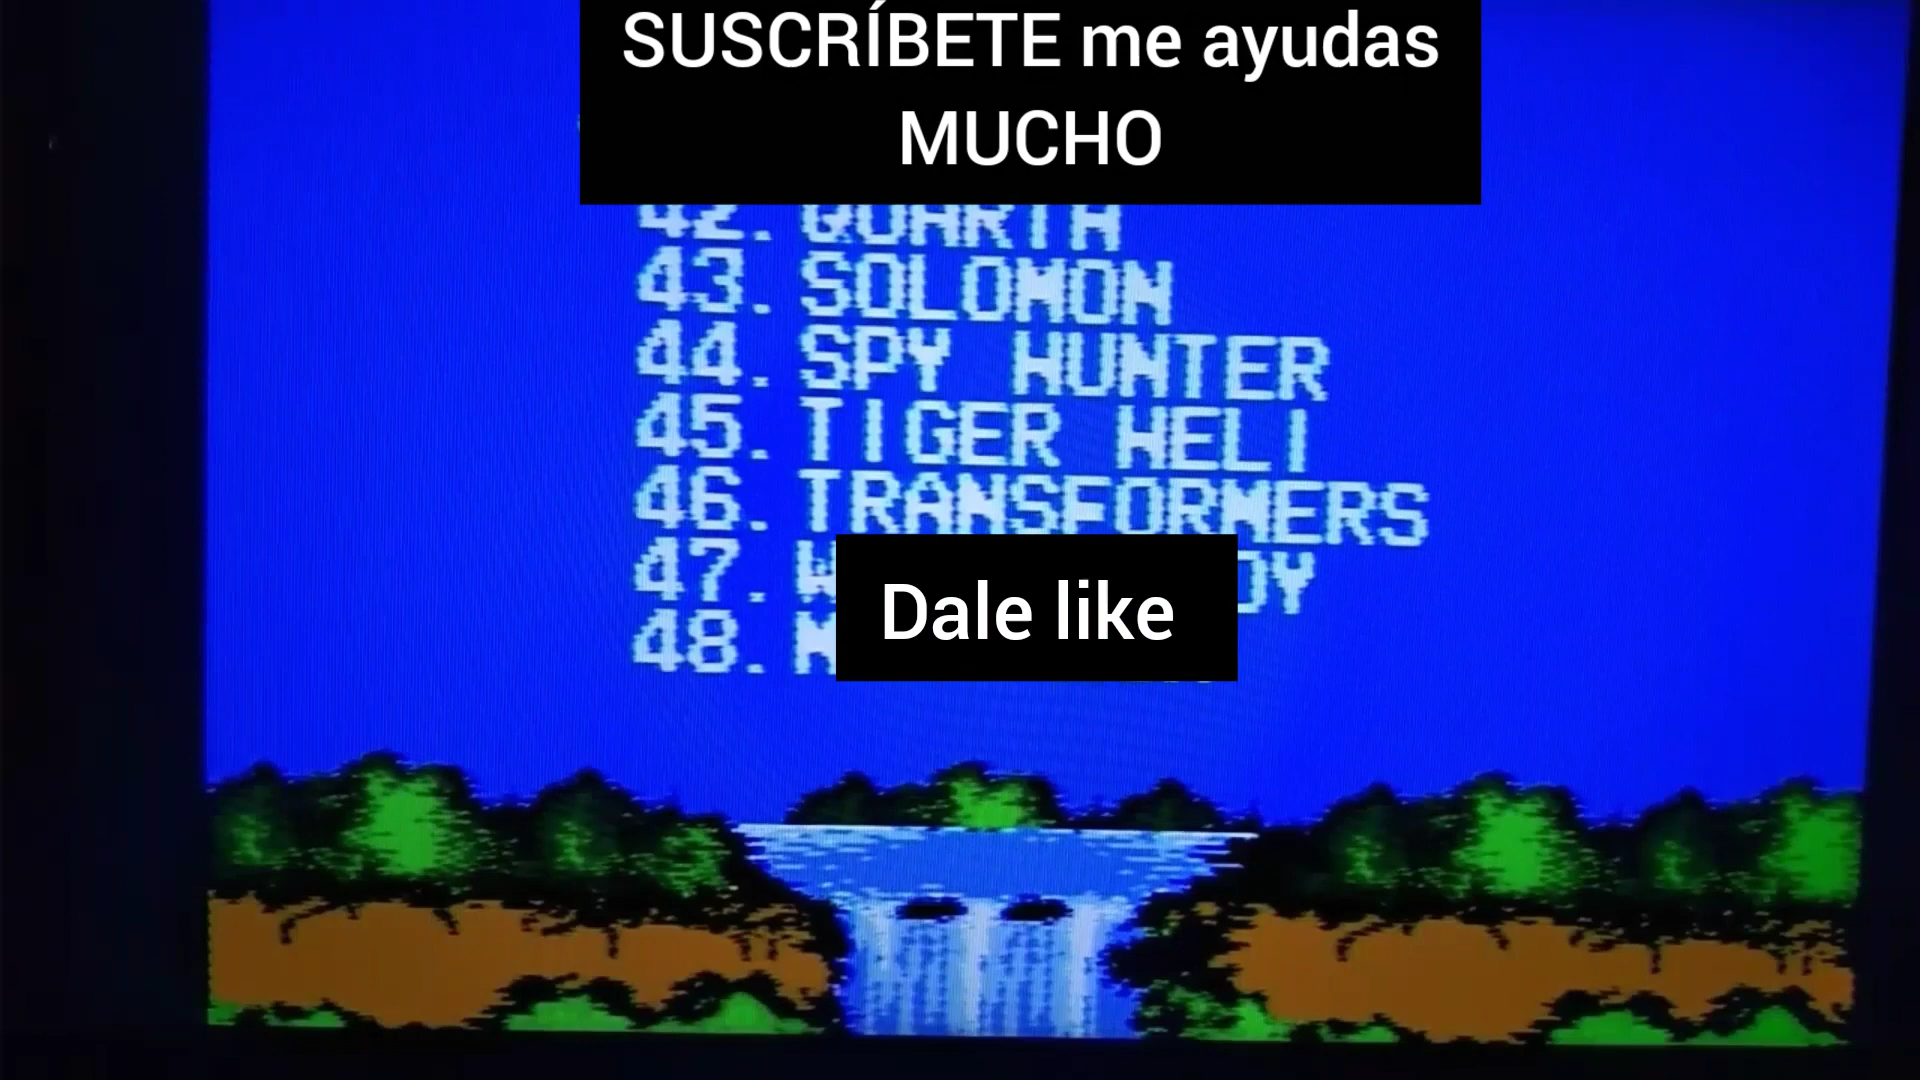 SUSCRÍBETE me ayudas
MUCHO
42. QUARTH
43. SOLOMON
44. SPY HUNTER
45. TIGER HELI
46. TRANSFORMERS
47.
48.
Dale like